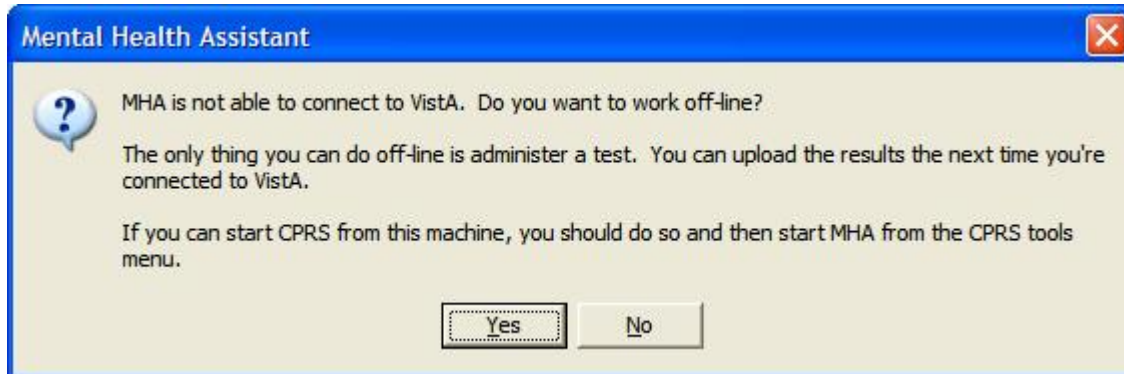 Mental Health Assistant
MHA is not able to connect to VistA. Do you want to work off-line?
The only thing you can do off-line is administer a test. You can upload the results the next time you're
connected to VistA.
If you can start CPRS from this machine, you should do so and then start MHA from the CPRS tools
menu.
Yes
No